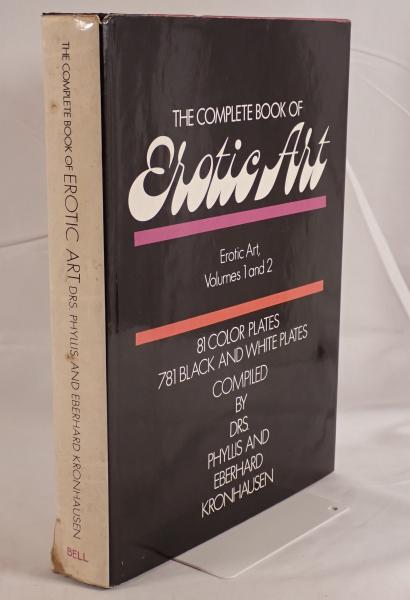 THE COMPLETE BOOK OF EROTIC ART DRS. PHYLLIS AND EBERHARD KRONHAUSEN
BELL
THE COMPLETE BOOK OF
Erotic Art
Erotic Art,
Volumes 1 and 2
81 COLOR PLATES
781 BLACK AND WHITE PLATES
COMPILED
BY
DRS.
PHYLLIS AND
EBERHARD
KRONHAUSEN